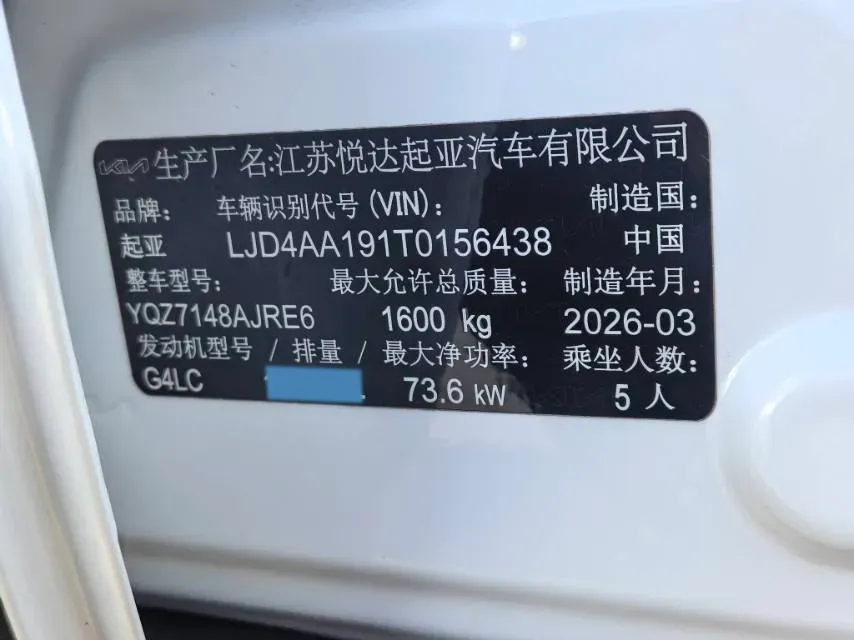 KIA 生产厂名:江苏悦达起亚汽车有限公司
品牌: 车辆识别代号(VIN): 制造国:
起亚 LJD4AA191T0156438 中国
整车型号: 最大允许总质量: 制造年月:
YQZ7148AJRE6 1600 kg 2026-03
发动机型号 / 排量 / 最大净功率: 乘坐人数:
G4LC 73.6 kW 5 人